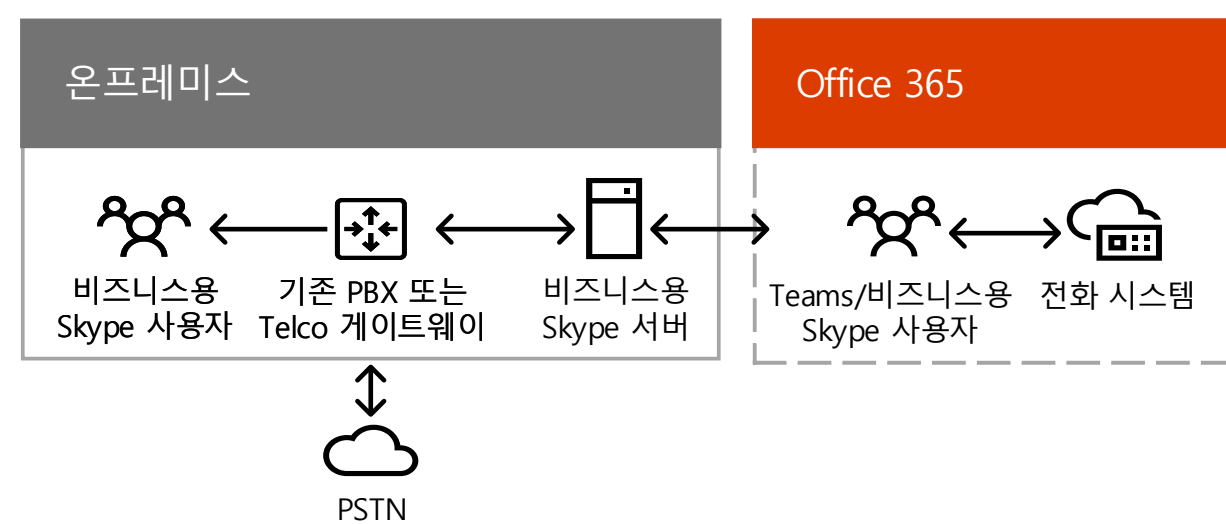 온프레미스
Office 365
비즈니스용
Skype 사용자
기존 PBX 또는
Telco 게이트웨이
비즈니스용
Skype 서버
Teams/비즈니스용
Skype 사용자
전화 시스템
PSTN